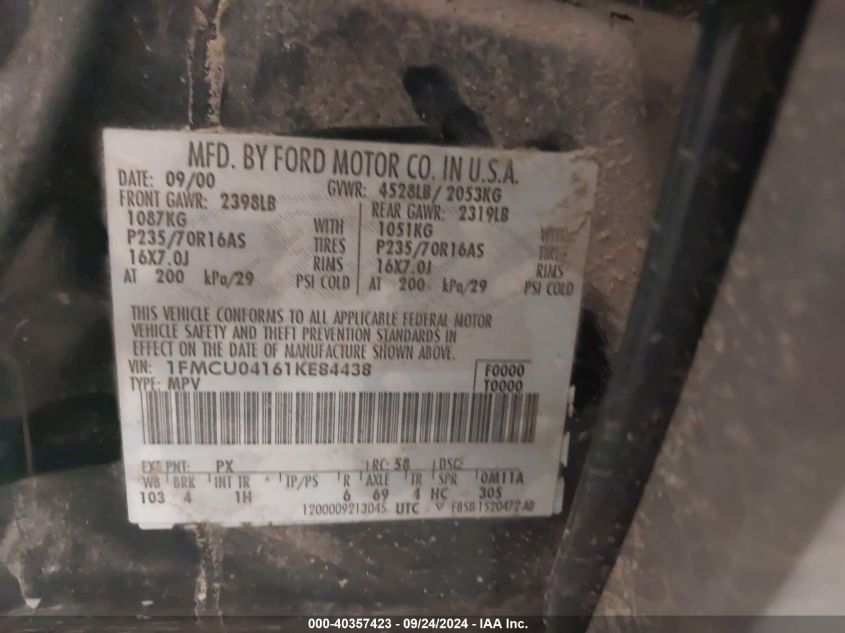 MFD. BY FORD MOTOR CO. IN U.S.A.
DATE: 09/00 GVWR: 4528LB/ 2053KG
FRONT GAWR: 2398LB REAR GAWR: 2319LB
1087KG WITH 1051KG WITH
P235/70R16AS TIRES P235/70R16AS TIRES
16X7.0J RIMS 16X7.0J RIMS
AT 200 kPa/29 PSI COLD AT 200 kPa/29 PSI COLD
THIS VEHICLE CONFORMS TO ALL APPLICABLE FEDERAL MOTOR
VEHICLE SAFETY AND THEFT PREVENTION STANDARDS IN
EFFECT ON THE DATE OF MANUFACTURE SHOWN ABOVE.
VIN: 1FMCU04161KE84438 F0000
TYPE: MPV T0000
EXT PNT: PX RC: 58 DSO:
WB BRK INT TR TP/PS R AXLE TR SPR 0M11A
103 4 1H 6 69 4 HC 305
1200009213045 UTC F85B 1520472 AB
000-40357423 - 09/24/2024 - IAA Inc.